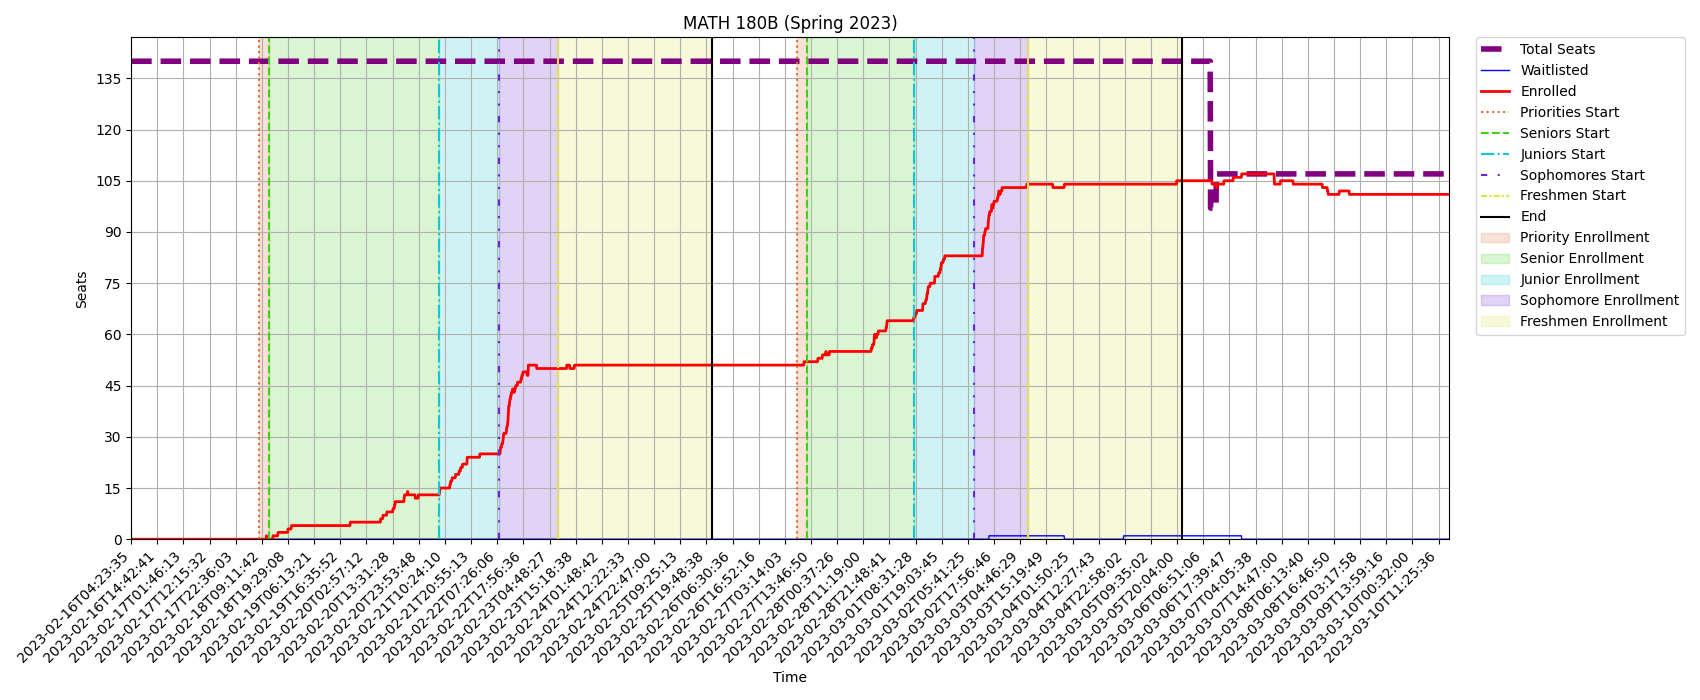 MATH 180B (Spring 2023)
Seats
135
120
105
90
75
60
45
30
15
0
2023-02-16T04:23:35
2023-02-16T14:42:41
2023-02-17T01:46:13
2023-02-17T12:15:32
2023-02-17T22:36:03
2023-02-18T09:11:42
2023-02-18T19:29:08
2023-02-19T06:13:21
2023-02-19T16:35:52
2023-02-20T02:57:12
2023-02-20T13:31:28
2023-02-20T23:53:48
2023-02-21T10:24:10
2023-02-21T20:55:13
2023-02-22T07:26:06
2023-02-22T17:56:36
2023-02-23T04:48:27
2023-02-23T15:18:38
2023-02-24T01:48:42
2023-02-24T12:22:33
2023-02-24T22:47:00
2023-02-25T09:25:13
2023-02-25T19:48:38
2023-02-26T06:30:36
2023-02-26T16:52:16
2023-02-27T03:14:03
2023-02-27T13:46:50
2023-02-28T00:37:26
2023-02-28T11:19:00
2023-02-28T21:48:41
2023-03-01T08:31:28
2023-03-01T19:03:45
2023-03-02T05:41:25
2023-03-02T17:56:46
2023-03-03T04:46:29
2023-03-03T15:19:49
2023-03-04T01:50:25
2023-03-04T12:27:43
2023-03-04T22:58:02
2023-03-05T09:35:02
2023-03-05T20:04:00
2023-03-06T06:51:06
2023-03-06T17:39:47
2023-03-07T04:05:38
2023-03-07T14:47:00
2023-03-08T06:13:40
2023-03-08T16:46:50
2023-03-09T03:17:58
2023-03-09T13:59:16
2023-03-10T00:32:00
2023-03-10T11:25:36
Time
Total Seats
Waitlisted
Enrolled
Priorities Start
Seniors Start
Juniors Start
Sophomores Start
Freshmen Start
End
Priority Enrollment
Senior Enrollment
Junior Enrollment
Sophomore Enrollment
Freshmen Enrollment